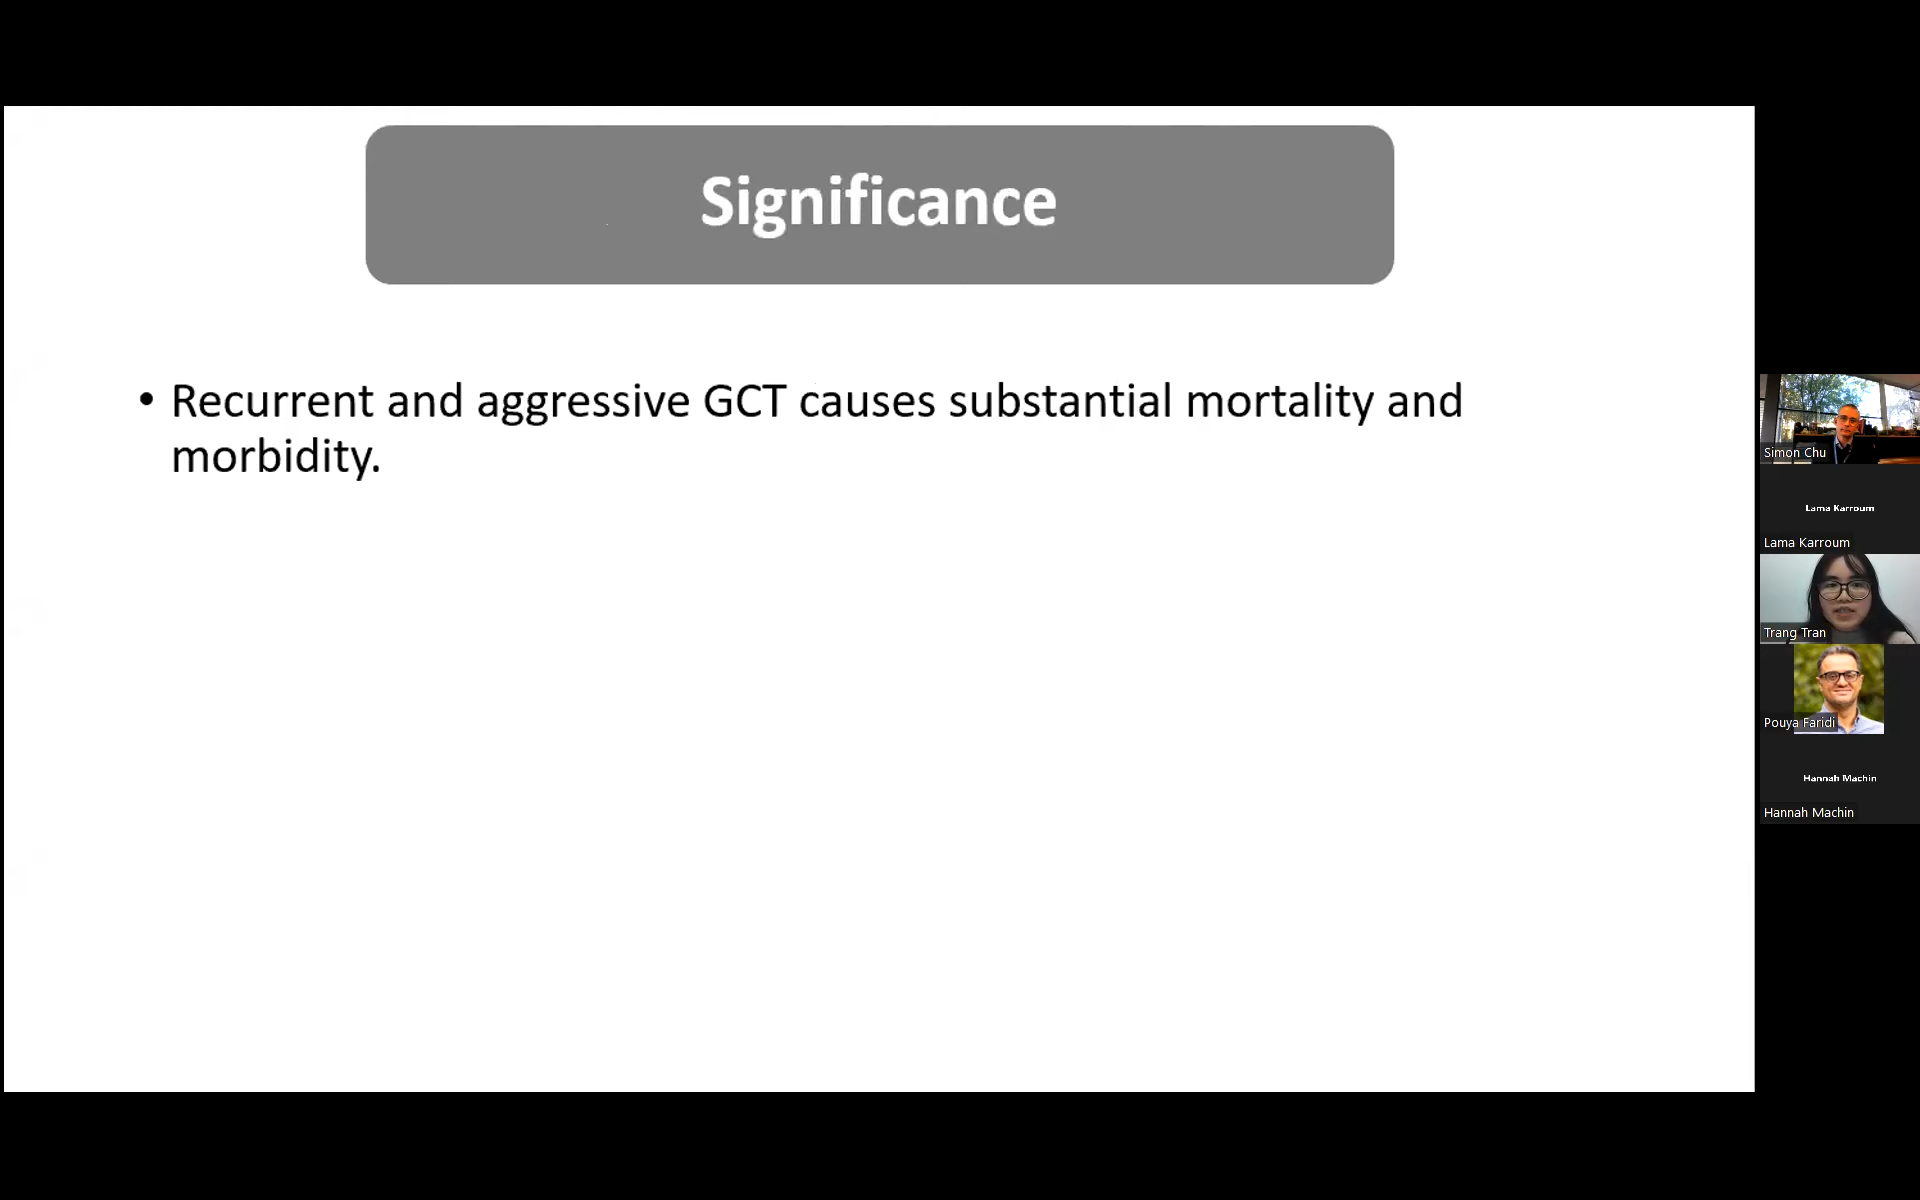 Significance
• Recurrent and aggressive GCT causes substantial mortality and
morbidity.
Simon Chu
Lama Karroum
Lama Karroum
Trang Tran
Pouya Faridi
Hannah Machin
Hannah Machin